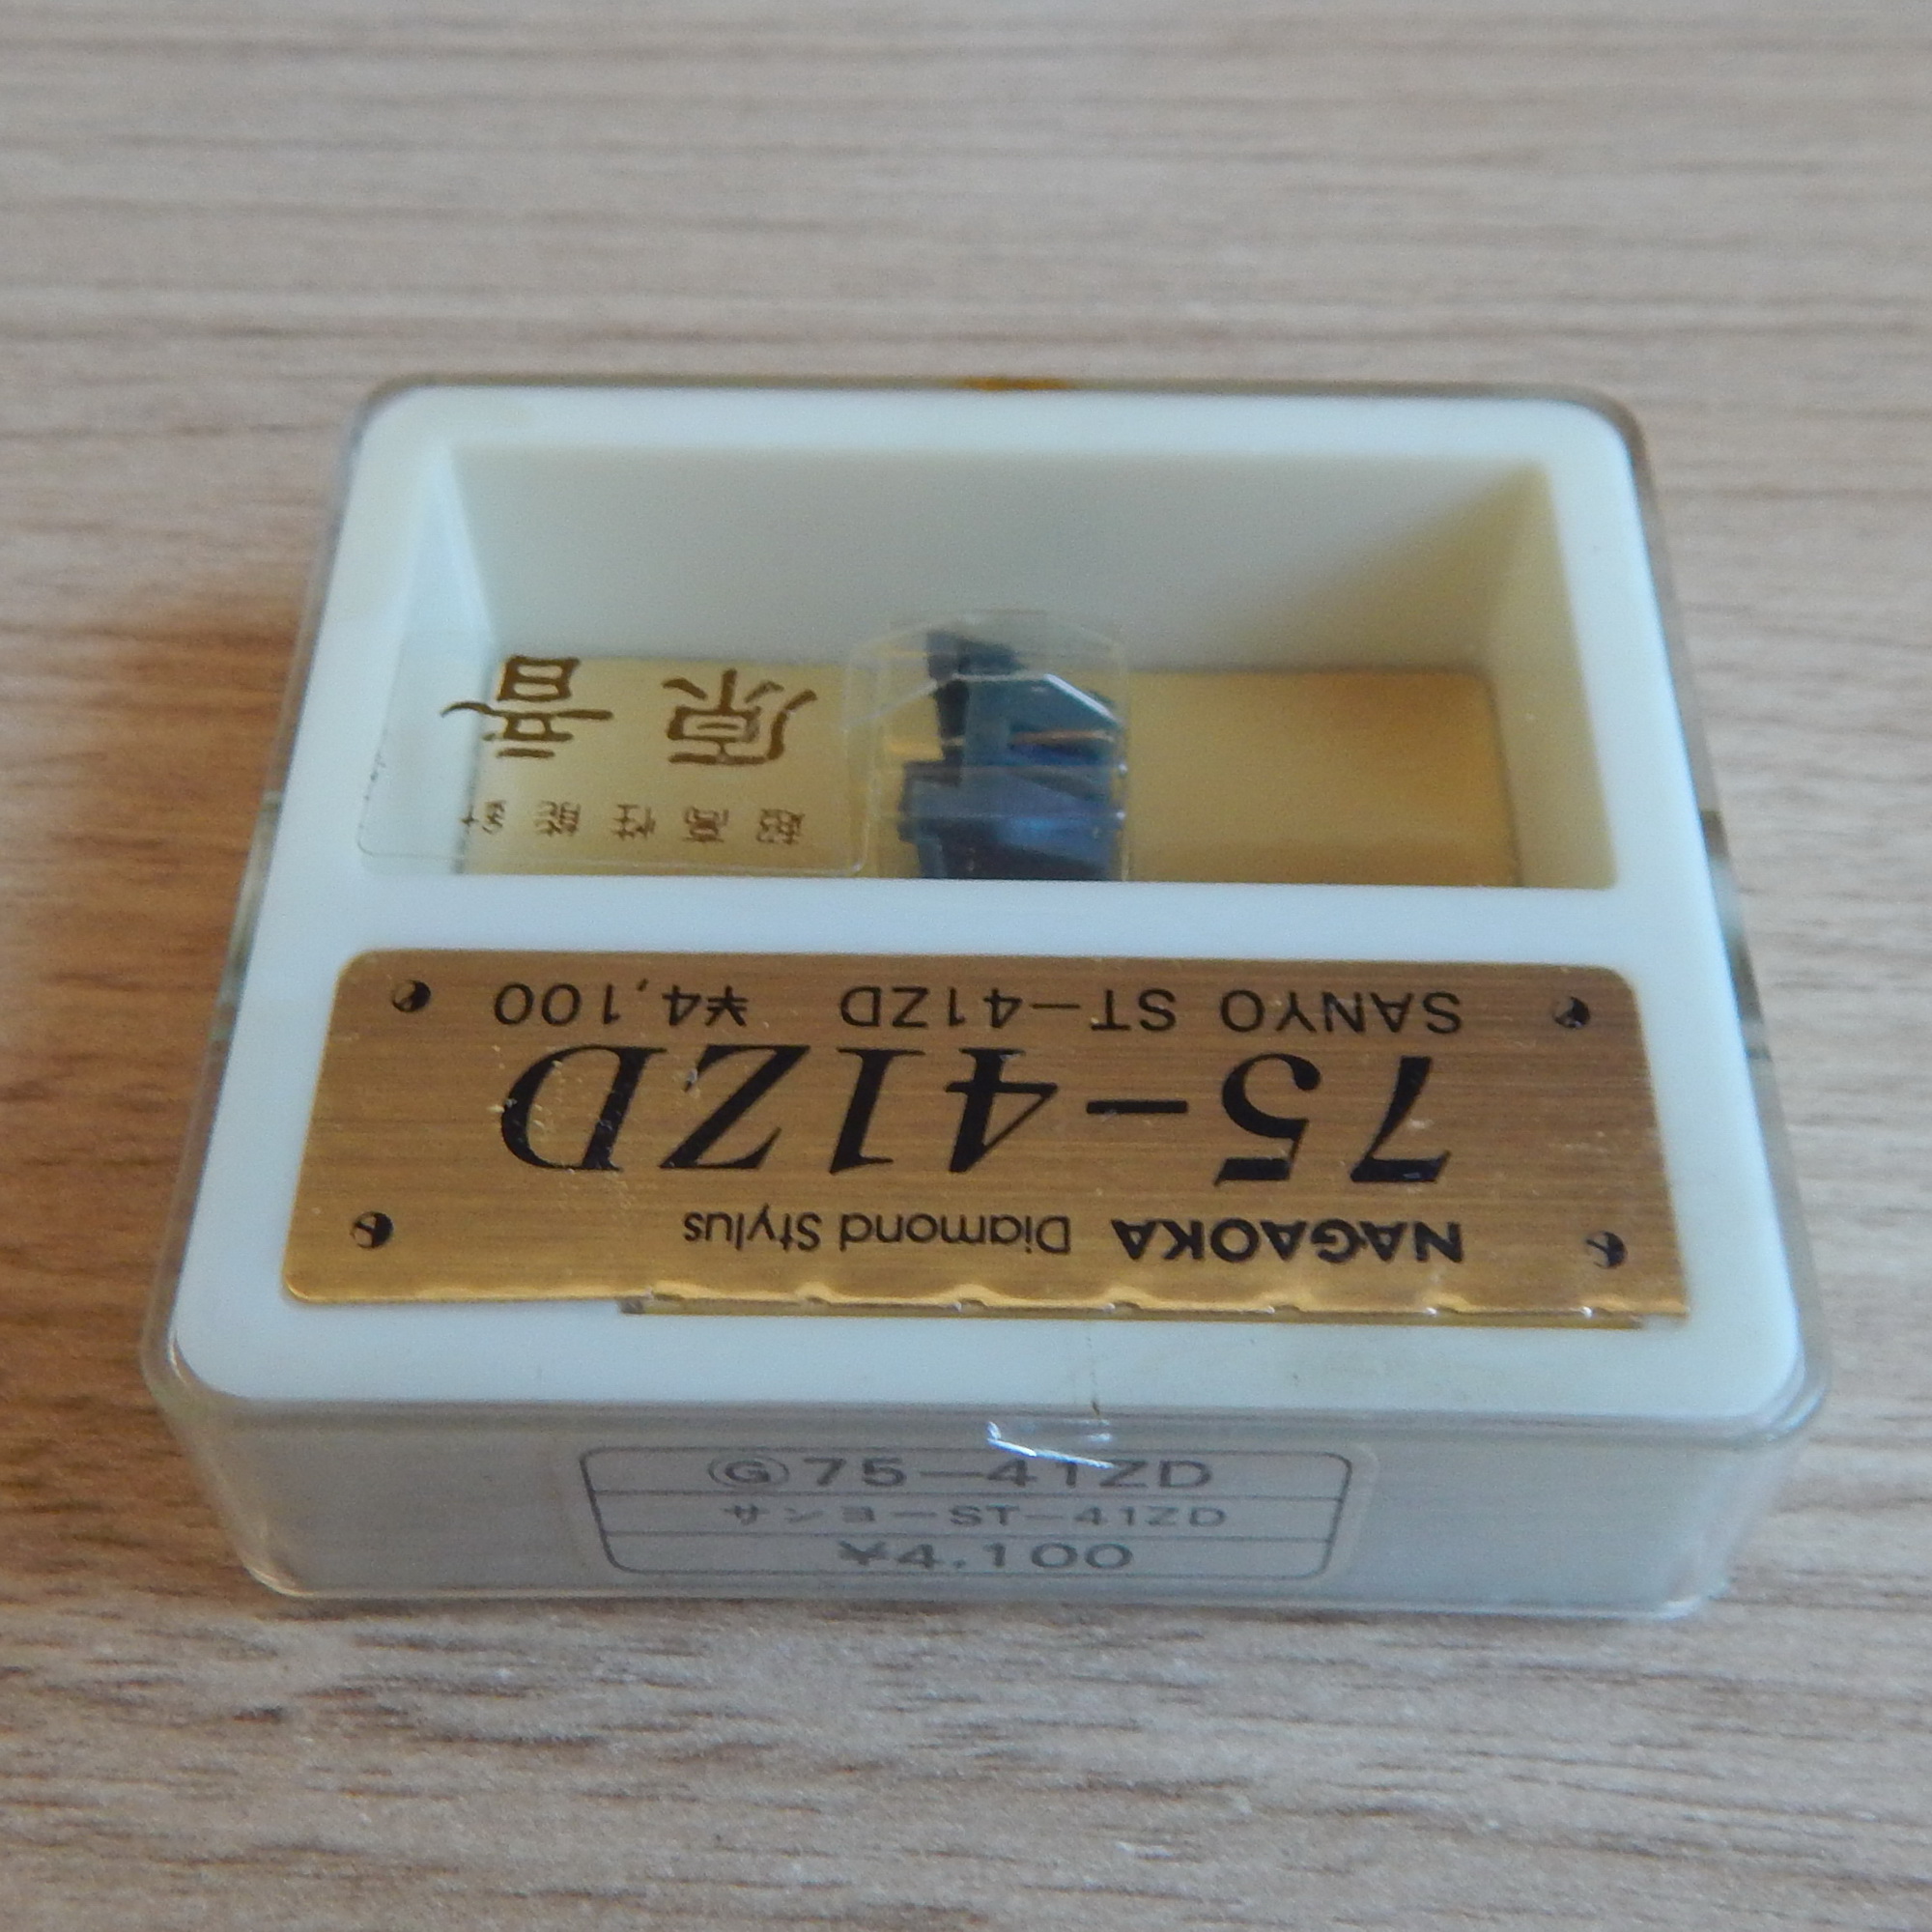 NAGAOKA Diamond Stylus
75-41ZD
SANYO ST-41ZD ¥4,100
超高性能針
原音
Ⓖ75-41ZD
サンヨーST-41ZD
¥4,100